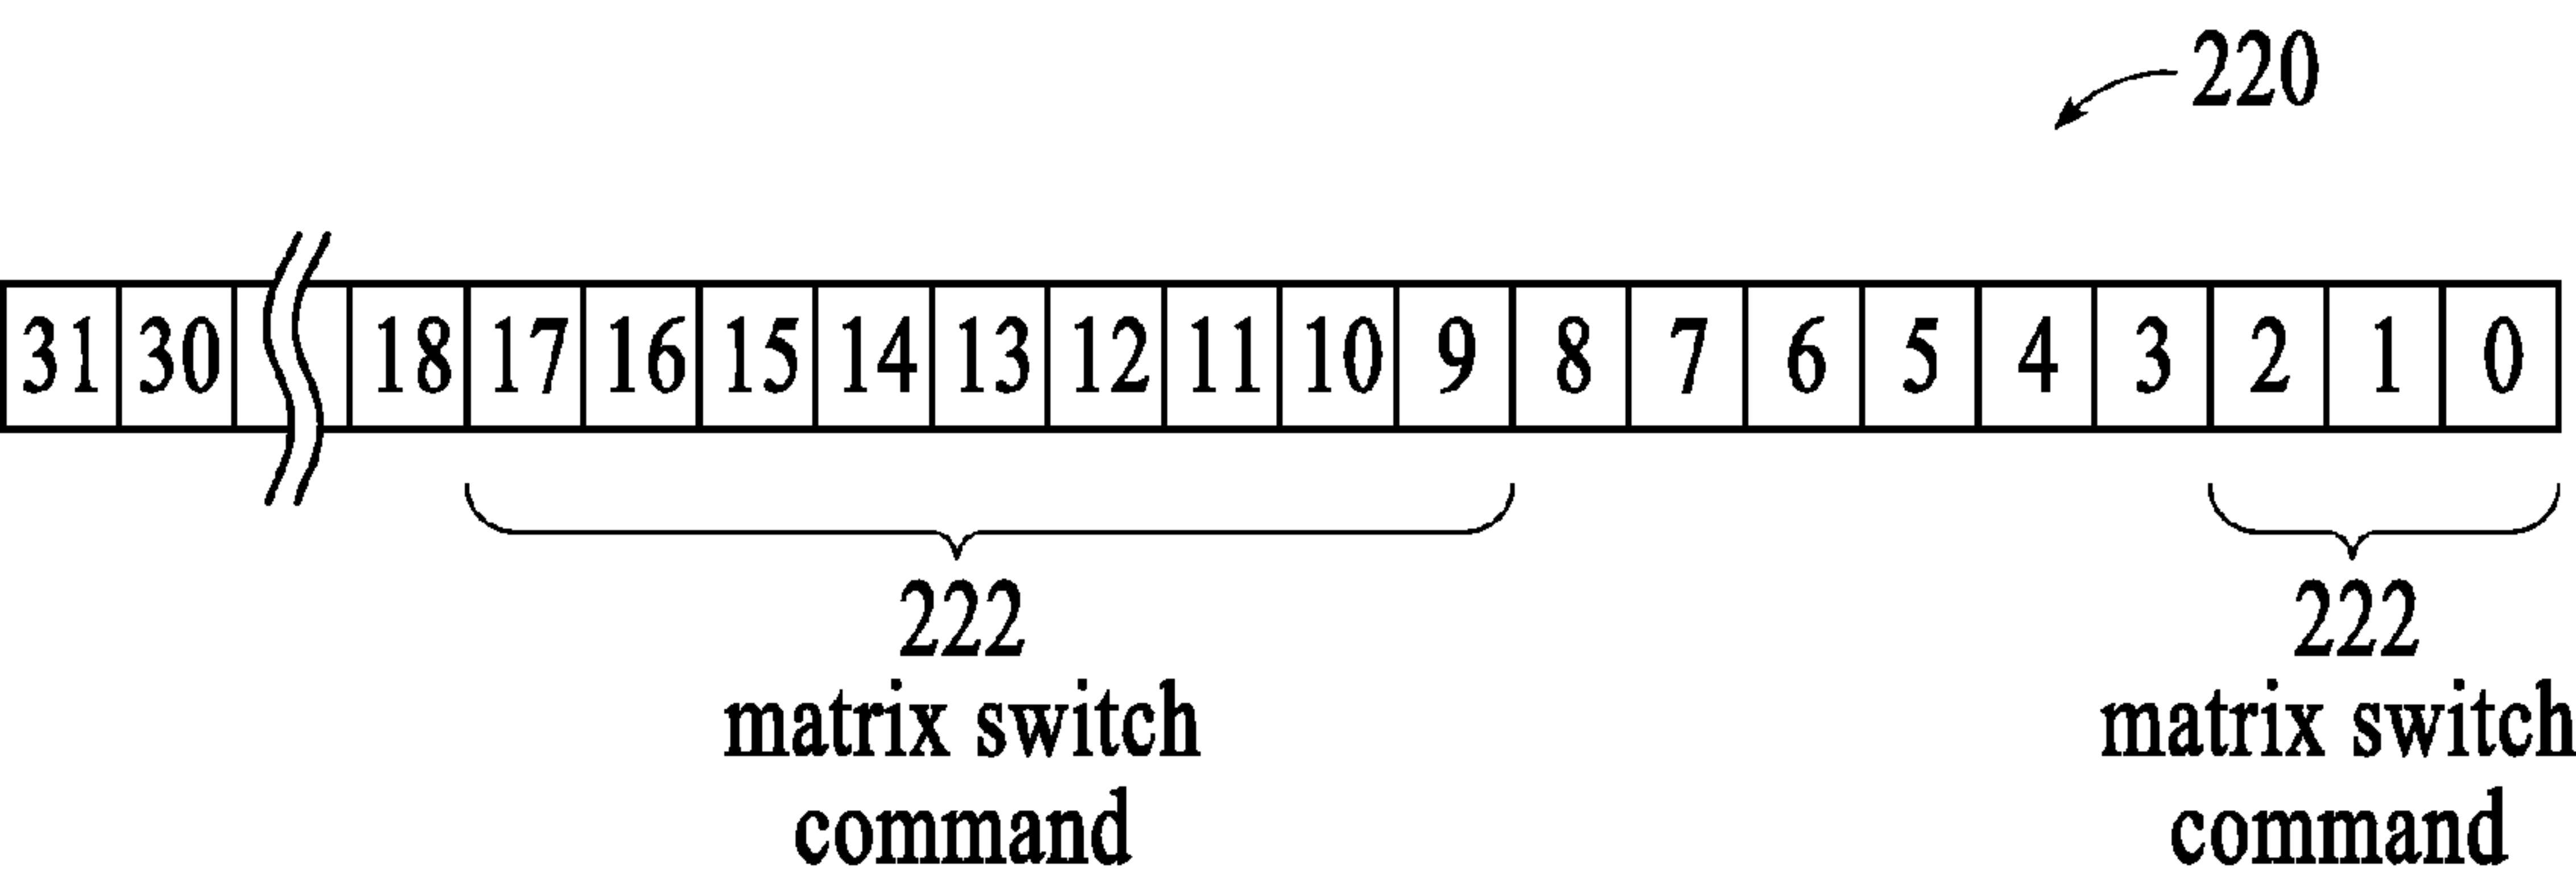 220
31 30 18 17 16 15 14 13 12 11 10 9 8 7 6 5 4 3 2 1 0
222
matrix switch
command
222
matrix switch
command